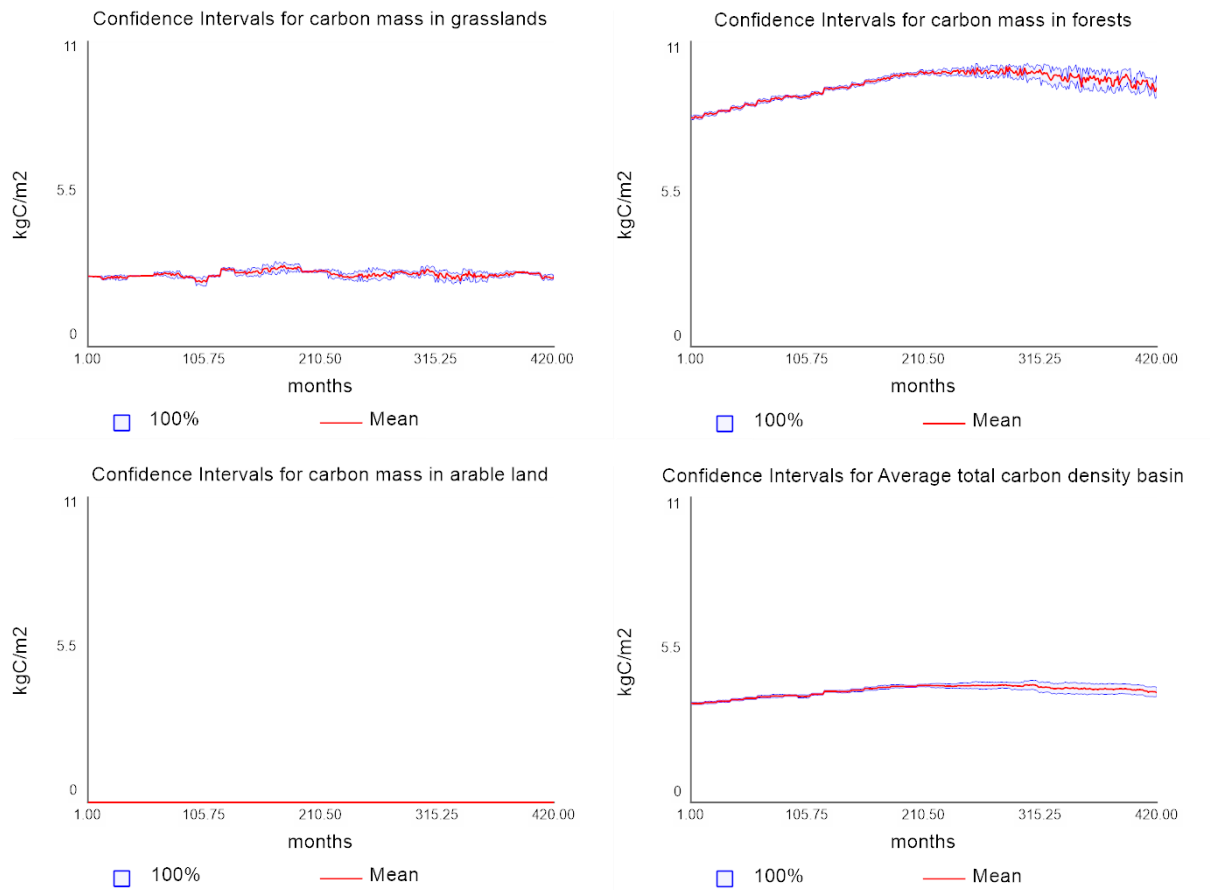 Confidence Intervals for carbon mass in grasslands
11
5.5
0
kgC/m2
1.00 105.75 210.50 315.25 420.00
months
100% Mean
Confidence Intervals for carbon mass in forests
11
5.5
0
kgC/m2
1.00 105.75 210.50 315.25 420.00
months
100% Mean
Confidence Intervals for carbon mass in arable land
11
5.5
0
kgC/m2
1.00 105.75 210.50 315.25 420.00
months
100% Mean
Confidence Intervals for Average total carbon density basin
11
5.5
0
kgC/m2
1.00 105.75 210.50 315.25 420.00
months
100% Mean